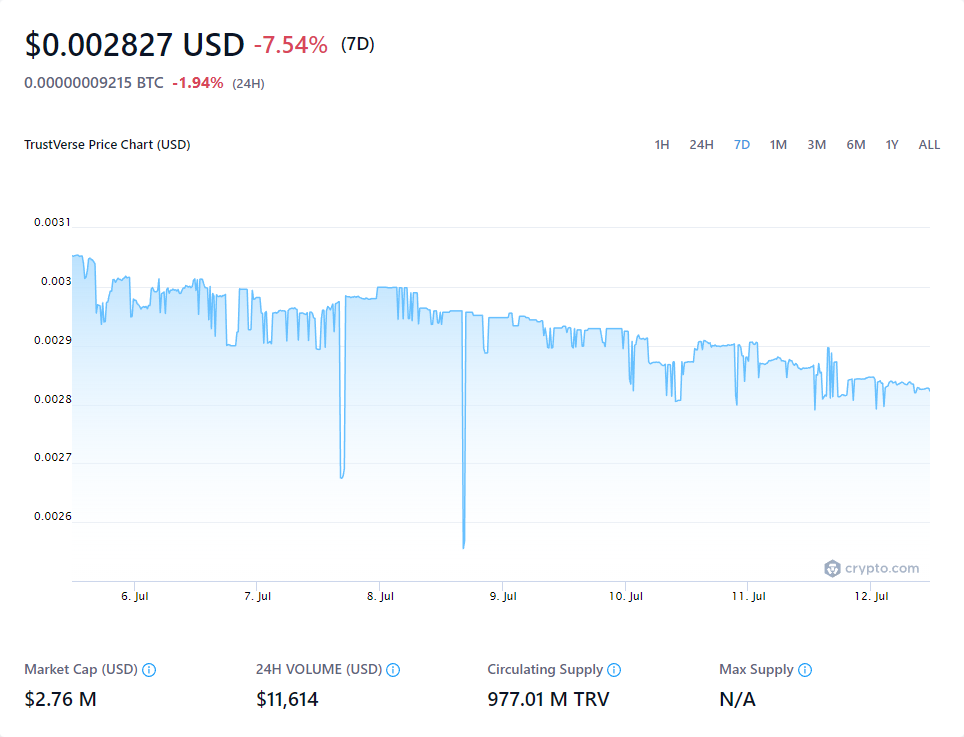 $0.002827 USD -7.54% (7D)
0.00000009215 BTC -1.94% (24H)
TrustVerse Price Chart (USD) 1H 24H 7D 1M 3M 6M 1Y ALL
0.0031
0.003
0.0029
0.0028
0.0027
0.0026
crypto.com
6. Jul 7. Jul 8. Jul 9. Jul 10. Jul 11. Jul 12. Jul
Market Cap (USD) 24H VOLUME (USD) Circulating Supply Max Supply
$2.76 M $11,614 977.01 M TRV N/A